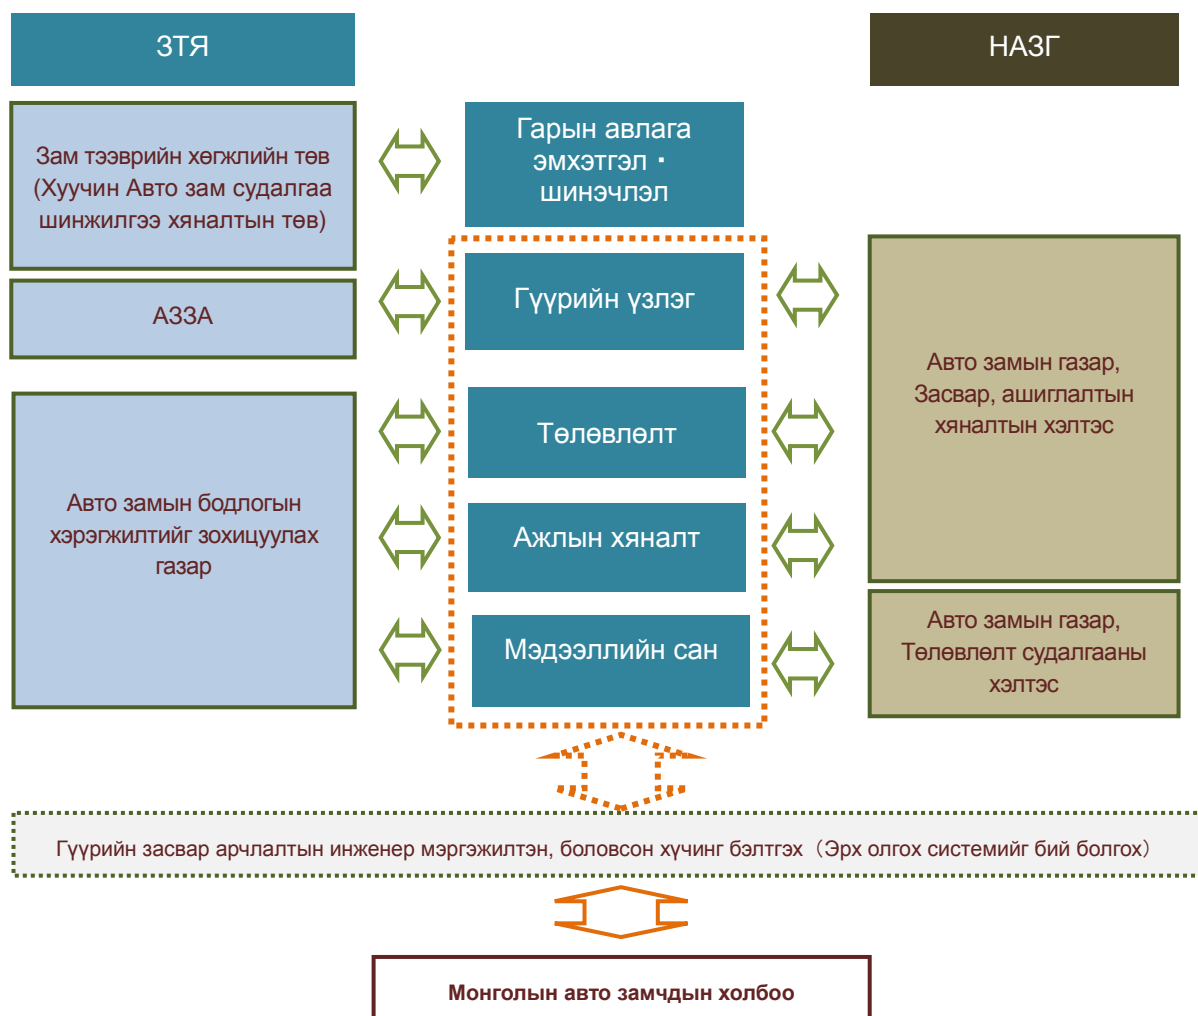 ЗТЯ
НАЗГ
Зам тээврийн хөгжлийн төв
(Хуучин Авто зам судалгаа
шинжилгээ хяналтын төв)
Гарын авлага
эмхэтгэл・
шинэчлэл
АЗЗА
Гүүрийн үзлэг
Авто замын газар,
Засвар, ашиглалтын
хяналтын хэлтэс
Төлөвлөлт
Авто замын бодлогын
хэрэгжилтийг зохицуулах
газар
Ажлын хяналт
Мэдээллийн сан
Авто замын газар,
Төлөвлөлт судалгааны
хэлтэс
Гүүрийн засвар арчлалтын инженер мэргэжилтэн, боловсон хүчинг бэлтгэх（Эрх олгох системийг бий болгох）
Монголын авто замчдын холбоо